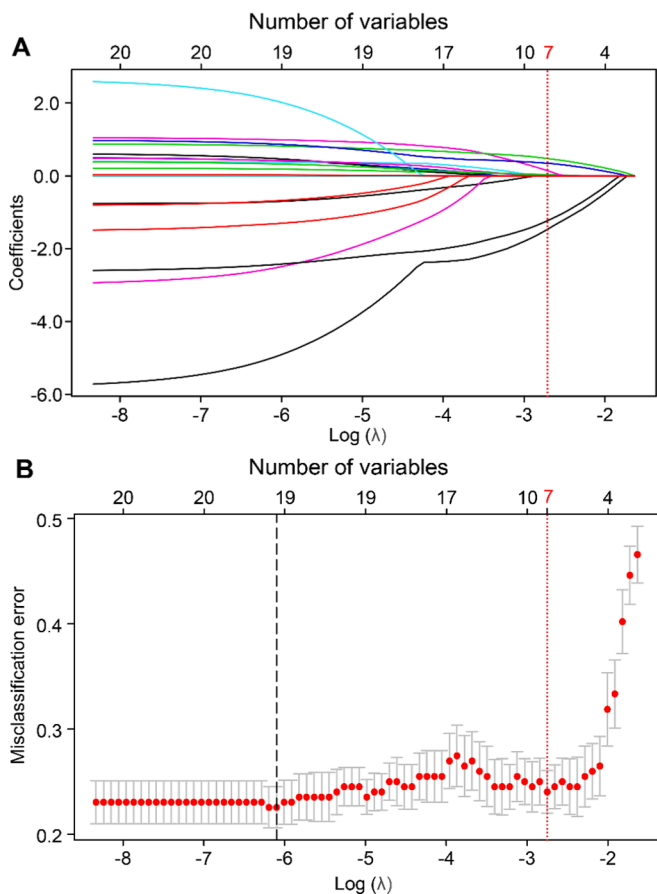 Number of variables
A
20 20 19 19 17 10 7 4
2.0
0.0
-2.0
-4.0
-6.0
Coefficients
-8 -7 -6 -5 -4 -3 -2
Log (λ)
B
Number of variables
20 20 19 19 17 10 7 4
0.5
0.4
0.3
0.2
Misclassification error
-8 -7 -6 -5 -4 -3 -2
Log (λ)